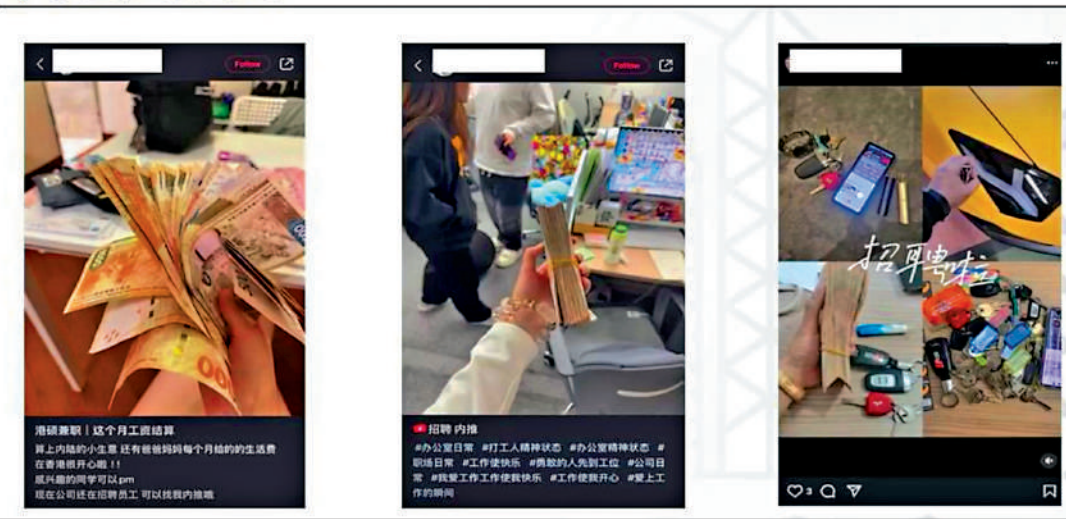 Follow
港硕兼职｜这个月工资结算
算上内陆的小生意 还有爸爸妈妈每个月给的的生活费
在香港很开心啦 ！！
感兴趣的同学可以pm
现在公司还在招聘员工 可以找我内推哦
Follow
招聘 内推
#办公室日常 #打工人精神状态 #办公室精神状态 #
职场日常 #工作使快乐 #勇敢的人先到工位 #公司日
常 #我爱工作工作使我快乐 #工作使我开心 #爱上工
作的瞬间
招聘啦
3